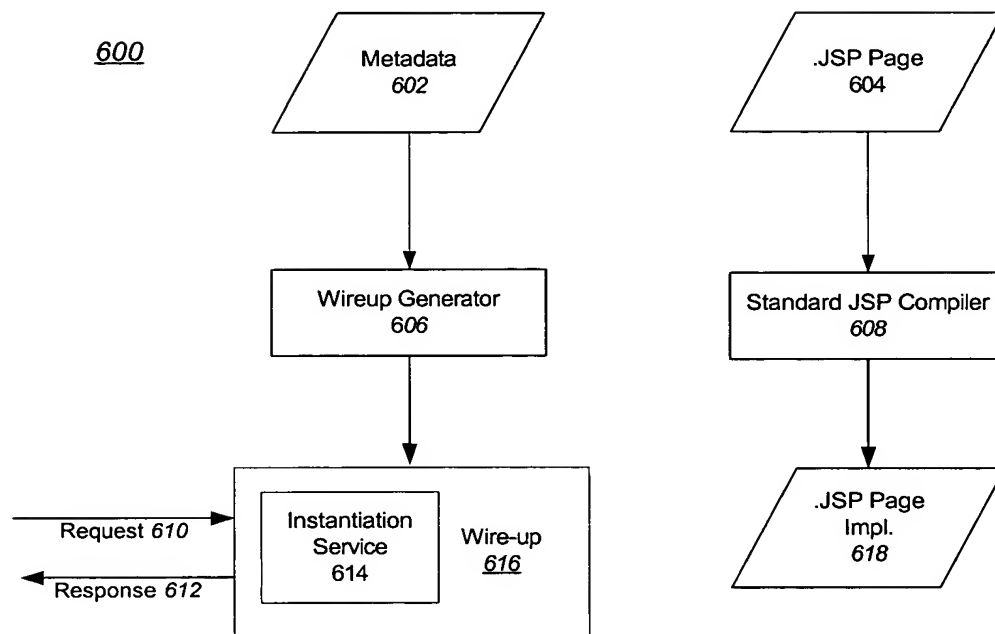 600
Metadata
602
.JSP Page
604
Wireup Generator
606
Standard JSP Compiler
608
Request 610
Response 612
Instantiation
Service
614
Wire-up
616
.JSP Page
Impl.
618